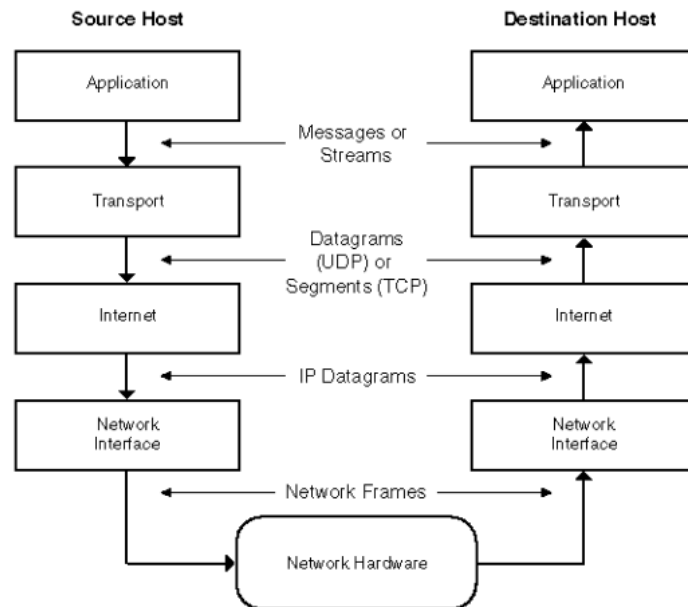 Source Host
Destination Host
Application
Application
Messages or
Streams
Transport
Transport
Datagrams
(UDP) or
Segments (TCP)
Internet
Internet
IP Datagrams
Network
Interface
Network
Interface
Network Frames
Network Hardware